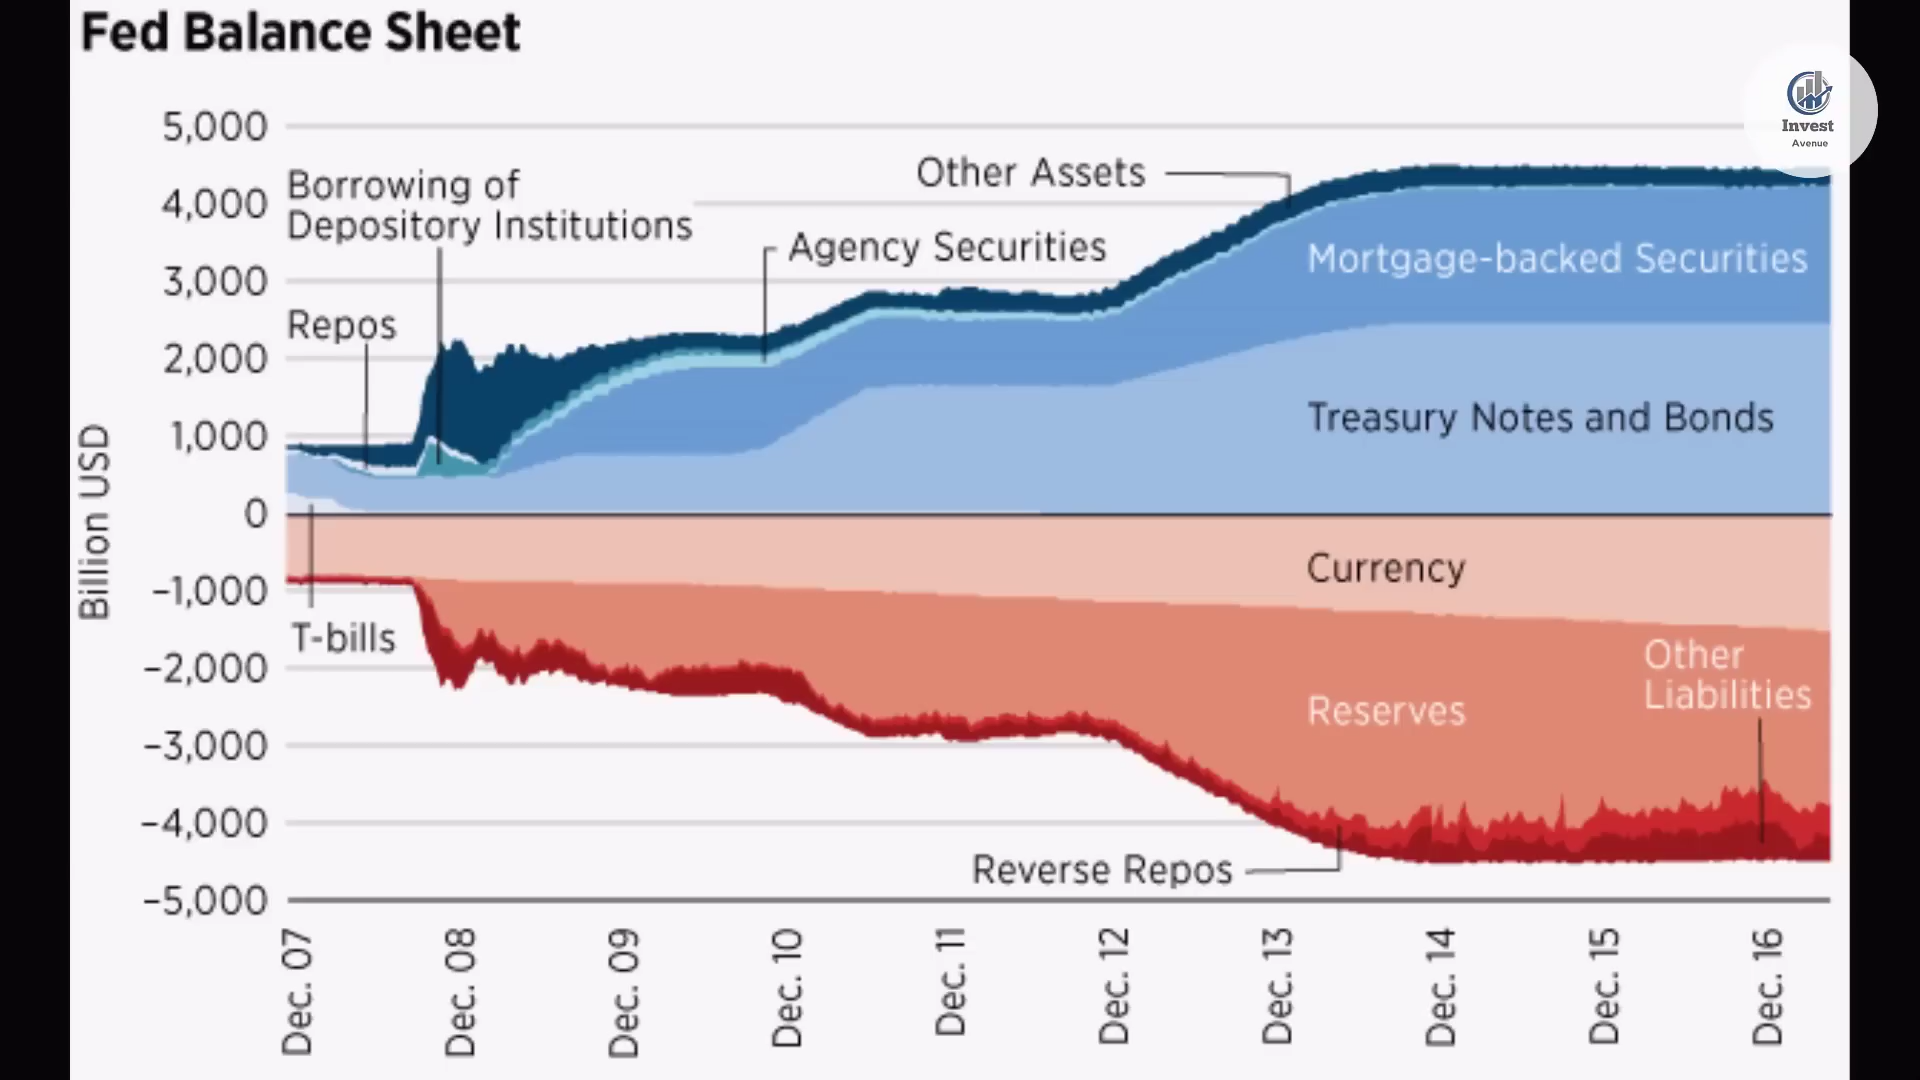 Fed Balance Sheet
Invest
Avenue
Billion USD
5,000
4,000
3,000
2,000
1,000
0
−1,000
−2,000
−3,000
−4,000
−5,000
Borrowing of
Depository Institutions
Repos
Agency Securities
Other Assets
Mortgage-backed Securities
Treasury Notes and Bonds
T-bills
Currency
Reserves
Other
Liabilities
Reverse Repos
Dec. 07
Dec. 08
Dec. 09
Dec. 10
Dec. 11
Dec. 12
Dec. 13
Dec. 14
Dec. 15
Dec. 16